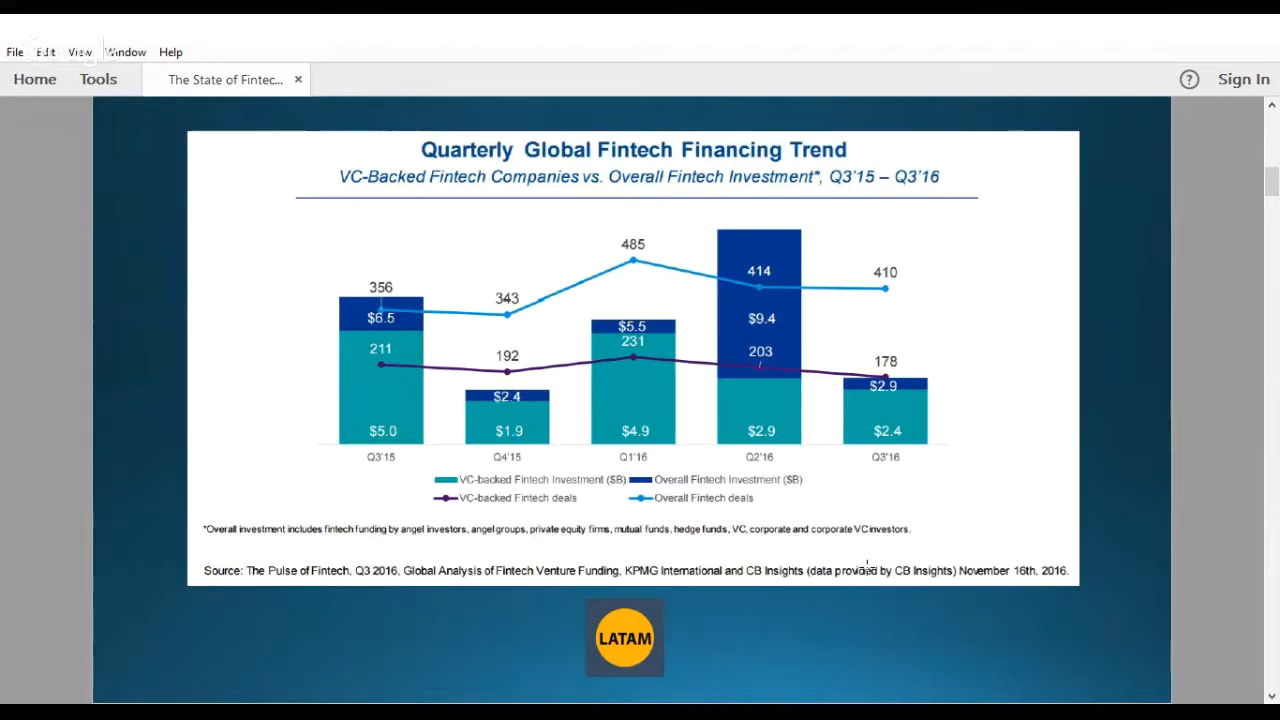 File Edit View Window Help
Home Tools The State of Fintec... × ? Sign In
Quarterly Global Fintech Financing Trend
VC-Backed Fintech Companies vs. Overall Fintech Investment*, Q3'15 – Q3'16
485
356 343 414 410
$6.5 $9.4
$5.5
211 192 231 203 178
$2.4 $2.9
$5.0 $1.9 $4.9 $2.9 $2.4
Q3'15 Q4'15 Q1'16 Q2'16 Q3'16
VC-backed Fintech Investment ($B) Overall Fintech Investment ($B)
VC-backed Fintech deals Overall Fintech deals
*Overall investment includes fintech funding by angel investors, angel groups, private equity firms, mutual funds, hedge funds, VC, corporate and corporate VC investors.
Source: The Pulse of Fintech, Q3 2016, Global Analysis of Fintech Venture Funding, KPMG International and CB Insights (data provided by CB Insights) November 16th, 2016.
LATAM